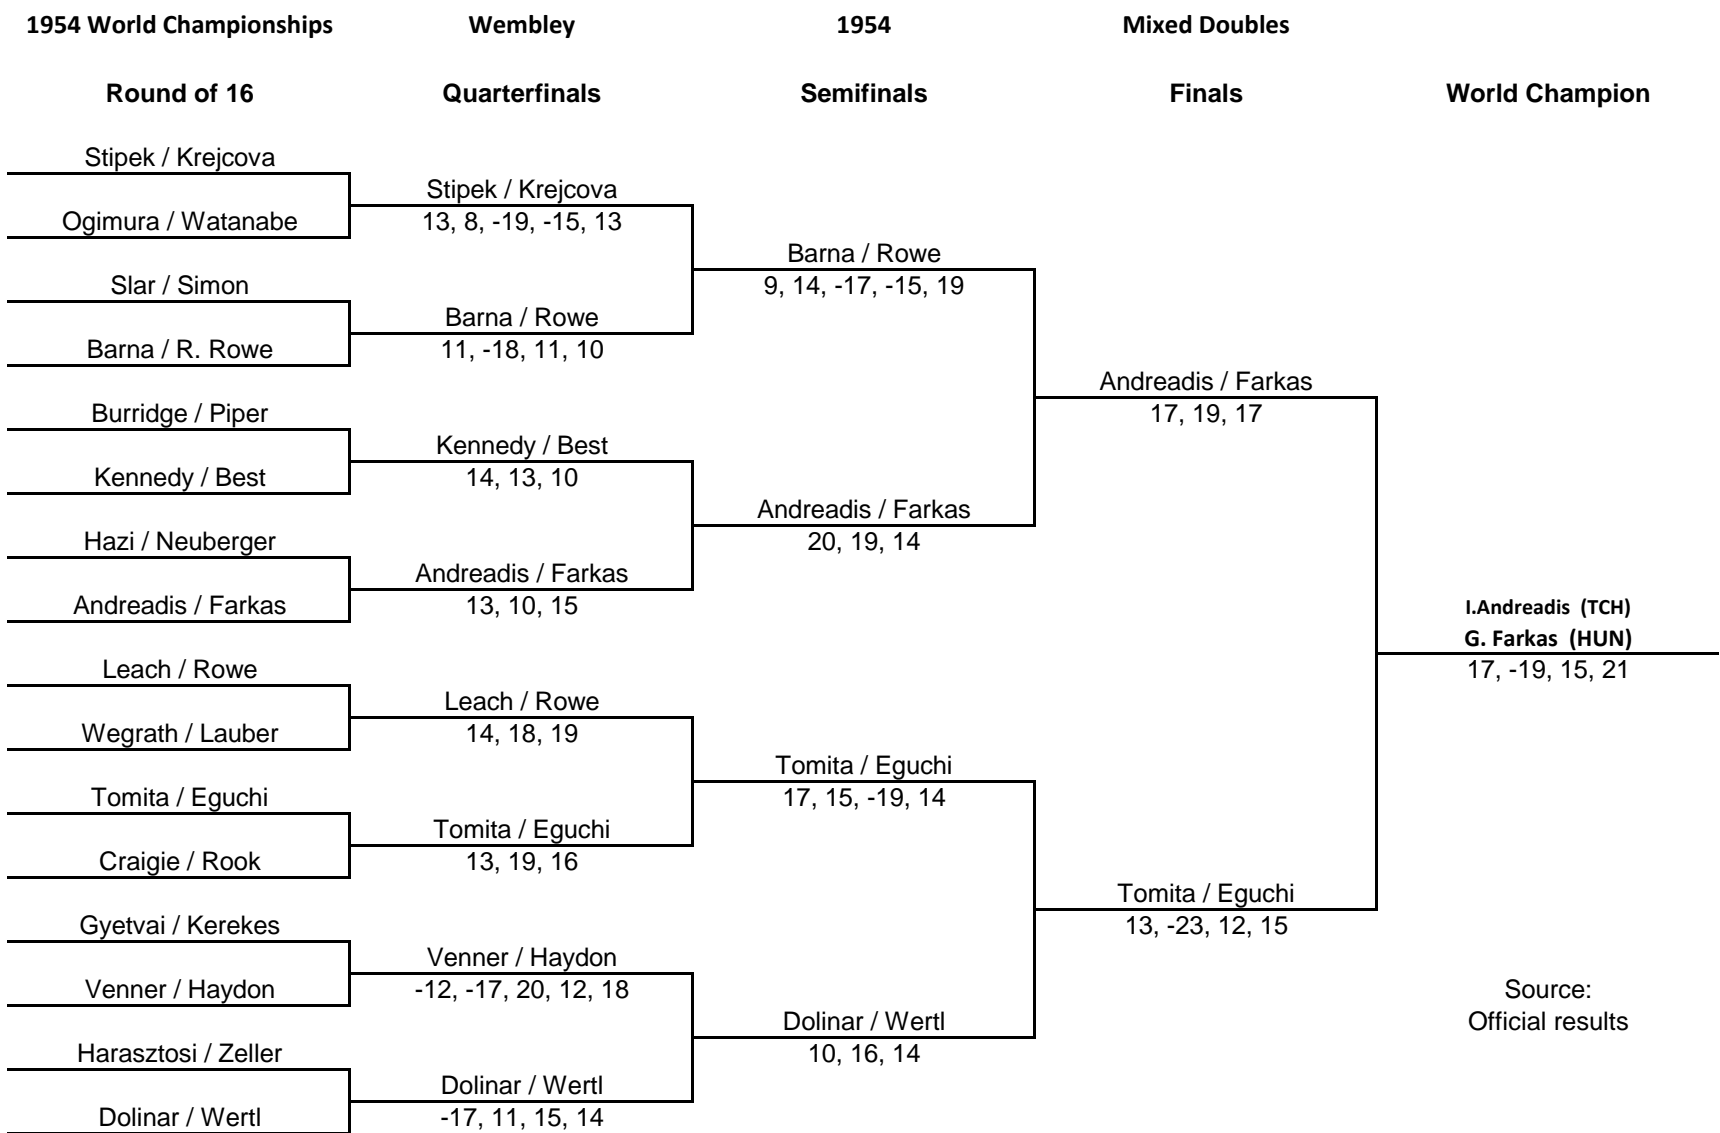 1954 World Championships
Wembley
1954
Mixed Doubles
Round of 16
Quarterfinals
Semifinals
Finals
World Champion
Stipek / Krejcova
Ogimura / Watanabe
Slar / Simon
Barna / R. Rowe
Burridge / Piper
Kennedy / Best
Hazi / Neuberger
Andreadis / Farkas
Leach / Rowe
Wegrath / Lauber
Tomita / Eguchi
Craigie / Rook
Gyetvai / Kerekes
Venner / Haydon
Harasztosi / Zeller
Dolinar / Wertl
Stipek / Krejcova
13, 8, -19, -15, 13
Barna / Rowe
11, -18, 11, 10
Kennedy / Best
14, 13, 10
Andreadis / Farkas
13, 10, 15
Leach / Rowe
14, 18, 19
Tomita / Eguchi
13, 19, 16
Venner / Haydon
-12, -17, 20, 12, 18
Dolinar / Wertl
-17, 11, 15, 14
Barna / Rowe
9, 14, -17, -15, 19
Andreadis / Farkas
20, 19, 14
Tomita / Eguchi
17, 15, -19, 14
Dolinar / Wertl
10, 16, 14
Andreadis / Farkas
17, 19, 17
Tomita / Eguchi
13, -23, 12, 15
I.Andreadis (TCH)
G. Farkas (HUN)
17, -19, 15, 21
Source:
Official results